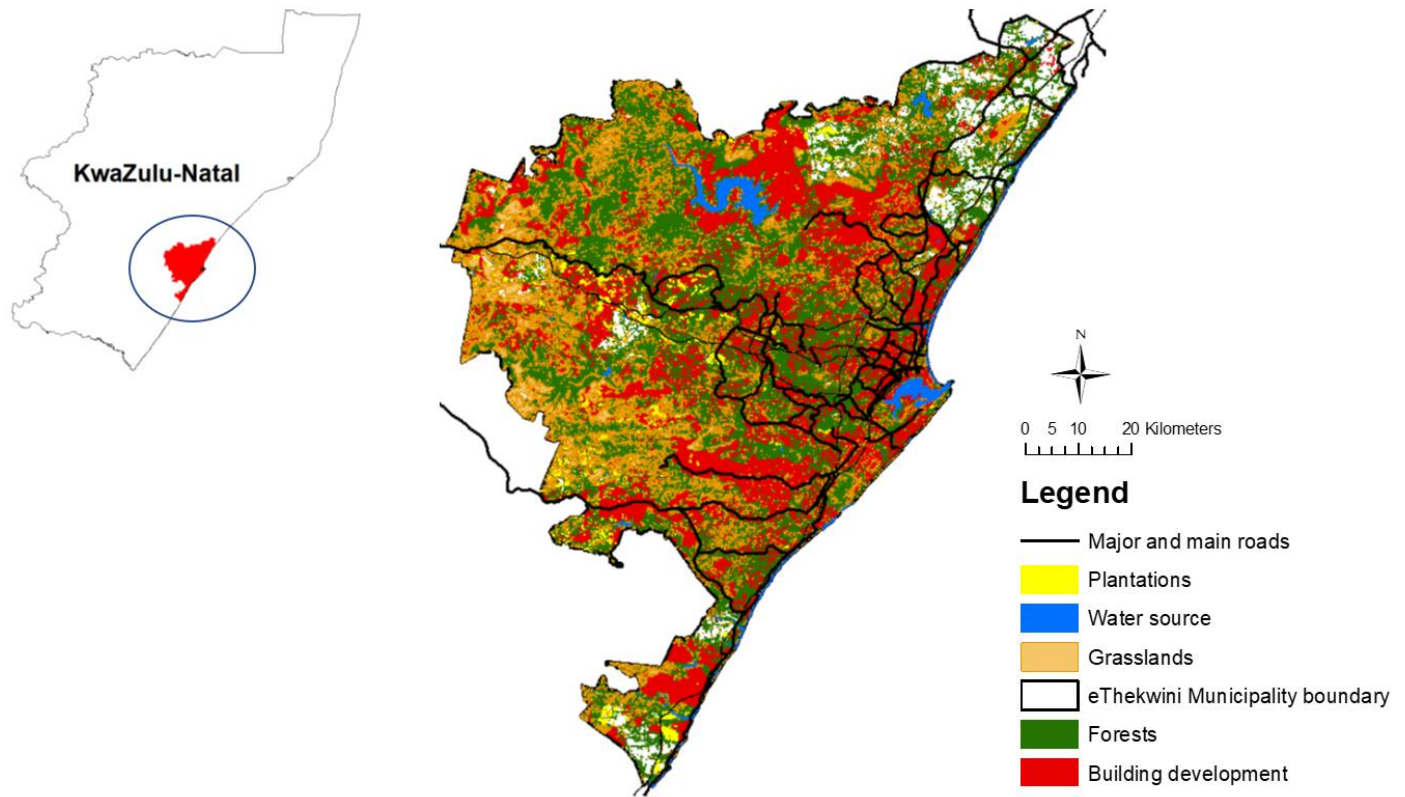 KwaZulu-Natal
N
0 5 10 20 Kilometers
Legend
Major and main roads
Plantations
Water source
Grasslands
eThekwini Municipality boundary
Forests
Building development